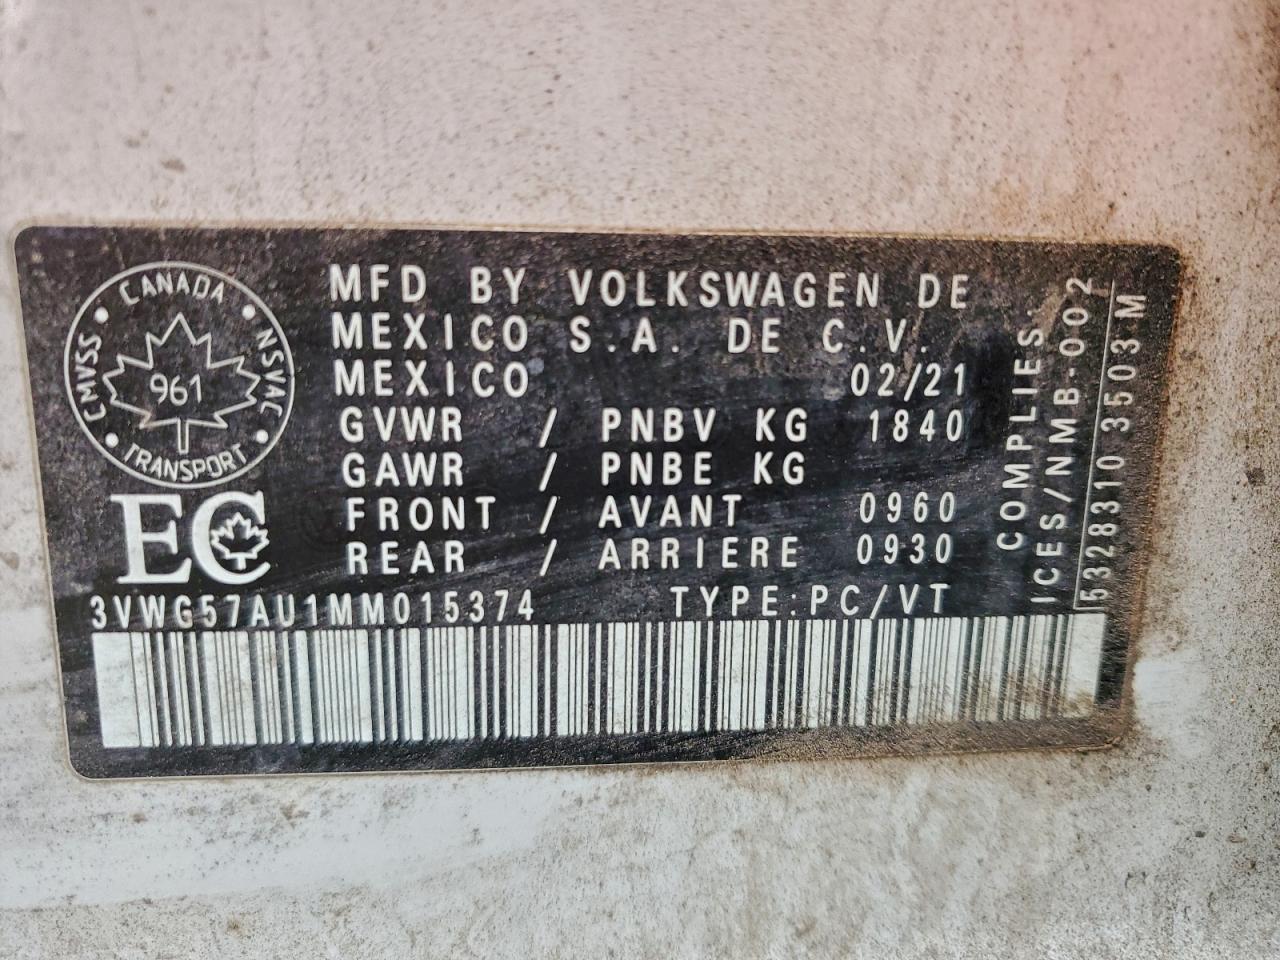 CANADA
CMVSS
NSVAC
961
TRANSPORT
EC
MFD BY VOLKSWAGEN DE
MEXICO S.A. DE C.V.
MEXICO 02/21
GVWR / PNBV KG 1840
GAWR / PNBE KG
FRONT / AVANT 0960
REAR / ARRIERE 0930
3VWG57AU1MM015374 TYPE:PC/VT
COMPLIES.
ICES/NMB-002
5328310 3503 M